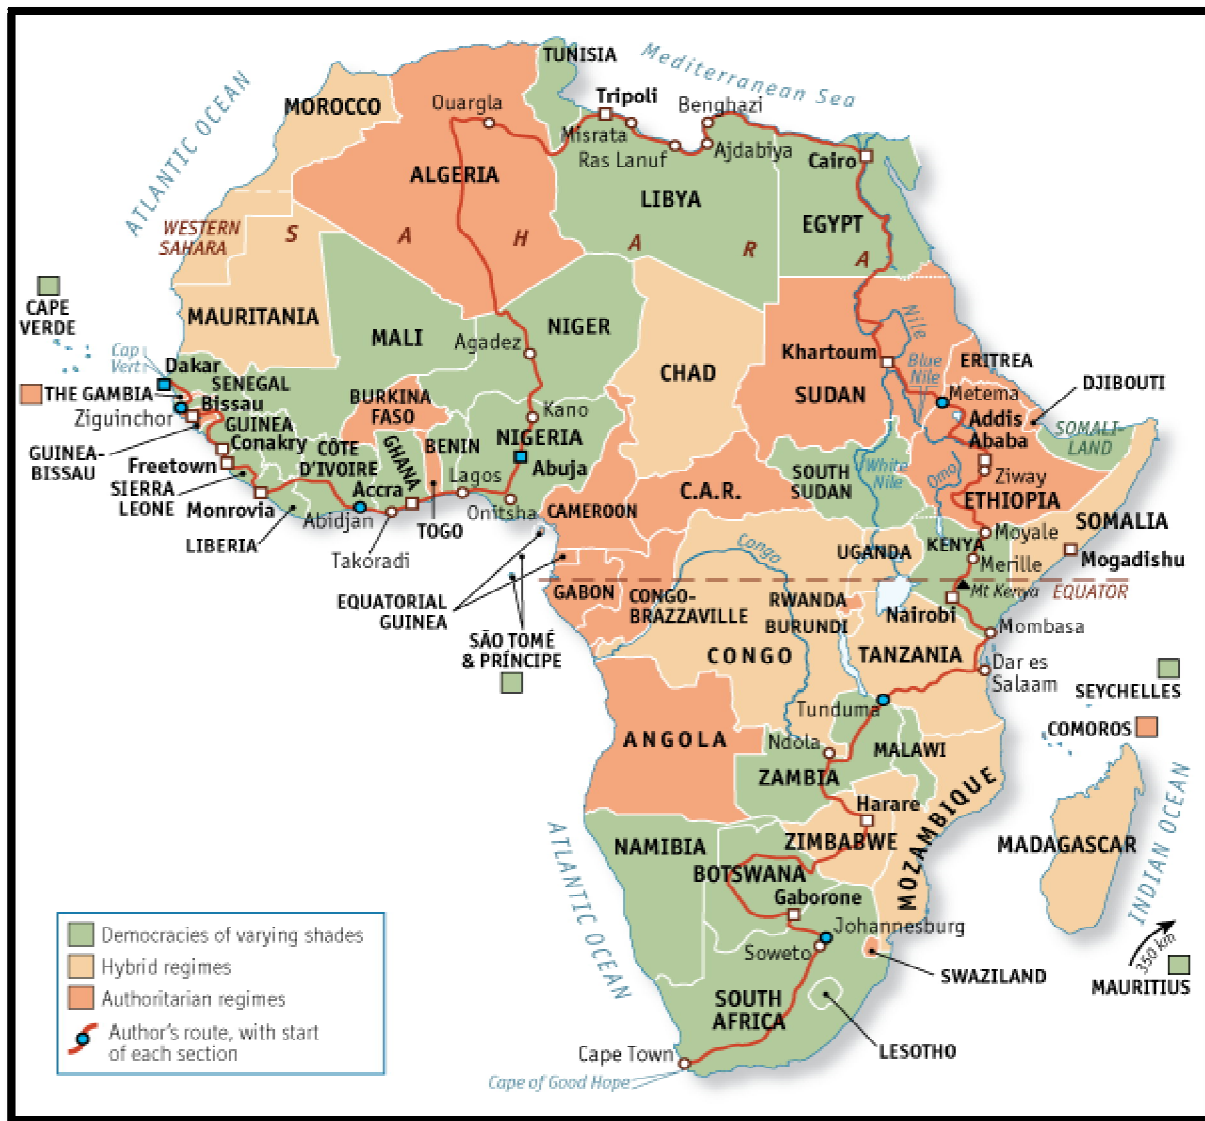 ATLANTIC OCEAN
Mediterranean Sea
TUNISIA
MOROCCO
Ouargla
Tripoli
Benghazi
Misrata
Ras Lanuf
Ajdabiya
Cairo
ALGERIA
LIBYA
EGYPT
WESTERN
SAHARA
S A H A R A
CAPE
VERDE
MAURITANIA
MALI
NIGER
Agadez
CHAD
Khartoum
SUDAN
Nile
Blue
Nile
ERITREA
DJIBOUTI
Cap
Vert
Dakar
SENEGAL
THE GAMBIA
Bissau
Ziguinchor
GUINEA
Conakry
GUINEA-
BISSAU
Freetown
SIERRA
LEONE
Monrovia
LIBERIA
CÔTE
D'IVOIRE
Abidjan
BURKINA
FASO
GHANA
Accra
Takoradi
TOGO
BENIN
Lagos
Kano
NIGERIA
Abuja
Onitsha
CAMEROON
C.A.R.
SOUTH
SUDAN
White
Nile
Metema
Addis
Ababa
Ziway
Omo
ETHIOPIA
SOMALI-
LAND
SOMALIA
Mogadishu
EQUATORIAL
GUINEA
SÃO TOMÉ
& PRÍNCIPE
GABON
CONGO-
BRAZZAVILLE
Congo
CONGO
UGANDA
RWANDA
BURUNDI
KENYA
Moyale
Merille
Mt Kenya
EQUATOR
Nairobi
Mombasa
TANZANIA
Dar es
Salaam
Tunduma
SEYCHELLES
COMOROS
ANGOLA
Ndola
ZAMBIA
MALAWI
Harare
ZIMBABWE
MOZAMBIQUE
MADAGASCAR
INDIAN OCEAN
350 km
MAURITIUS
ATLANTIC OCEAN
NAMIBIA
BOTSWANA
Gaborone
Johannesburg
Soweto
SWAZILAND
SOUTH
AFRICA
LESOTHO
Cape Town
Cape of Good Hope
Democracies of varying shades
Hybrid regimes
Authoritarian regimes
Author's route, with start
of each section